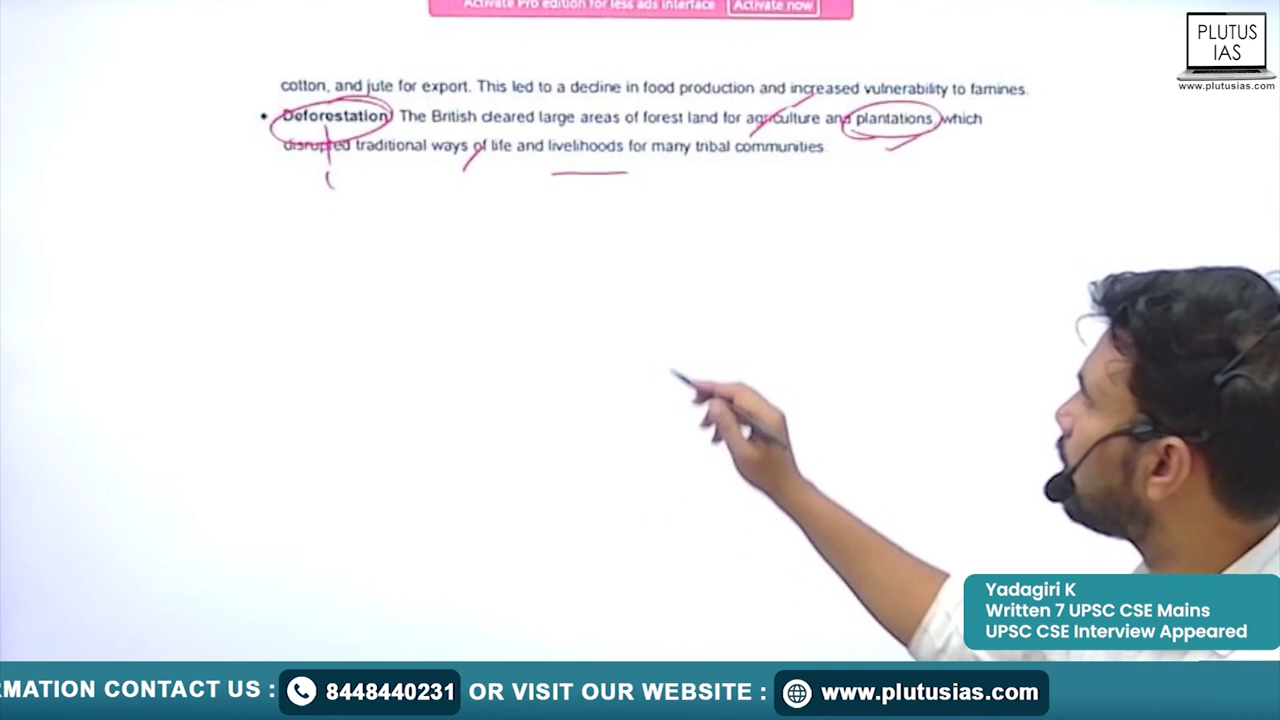 Activate Pro edition for less ads interface Activate now
PLUTUS
IAS
www.plutusias.com
cotton, and jute for export. This led to a decline in food production and increased vulnerability to famines.
• Deforestation: The British cleared large areas of forest land for agriculture and plantations, which
disrupted traditional ways of life and livelihoods for many tribal communities.
Yadagiri K
Written 7 UPSC CSE Mains
UPSC CSE Interview Appeared
RMATION CONTACT US : 8448440231 OR VISIT OUR WEBSITE : www.plutusias.com